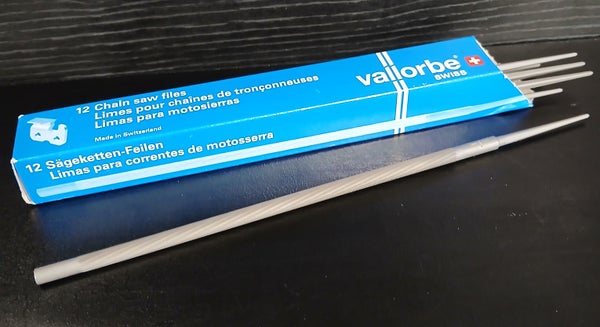 vallorbe®
SWISS
12 Chain saw files
Limes pour chaînes de tronçonneuses
Limas para motosierras
Made in Switzerland
12 Sägeketten-Feilen
Limas para correntes de motosserra